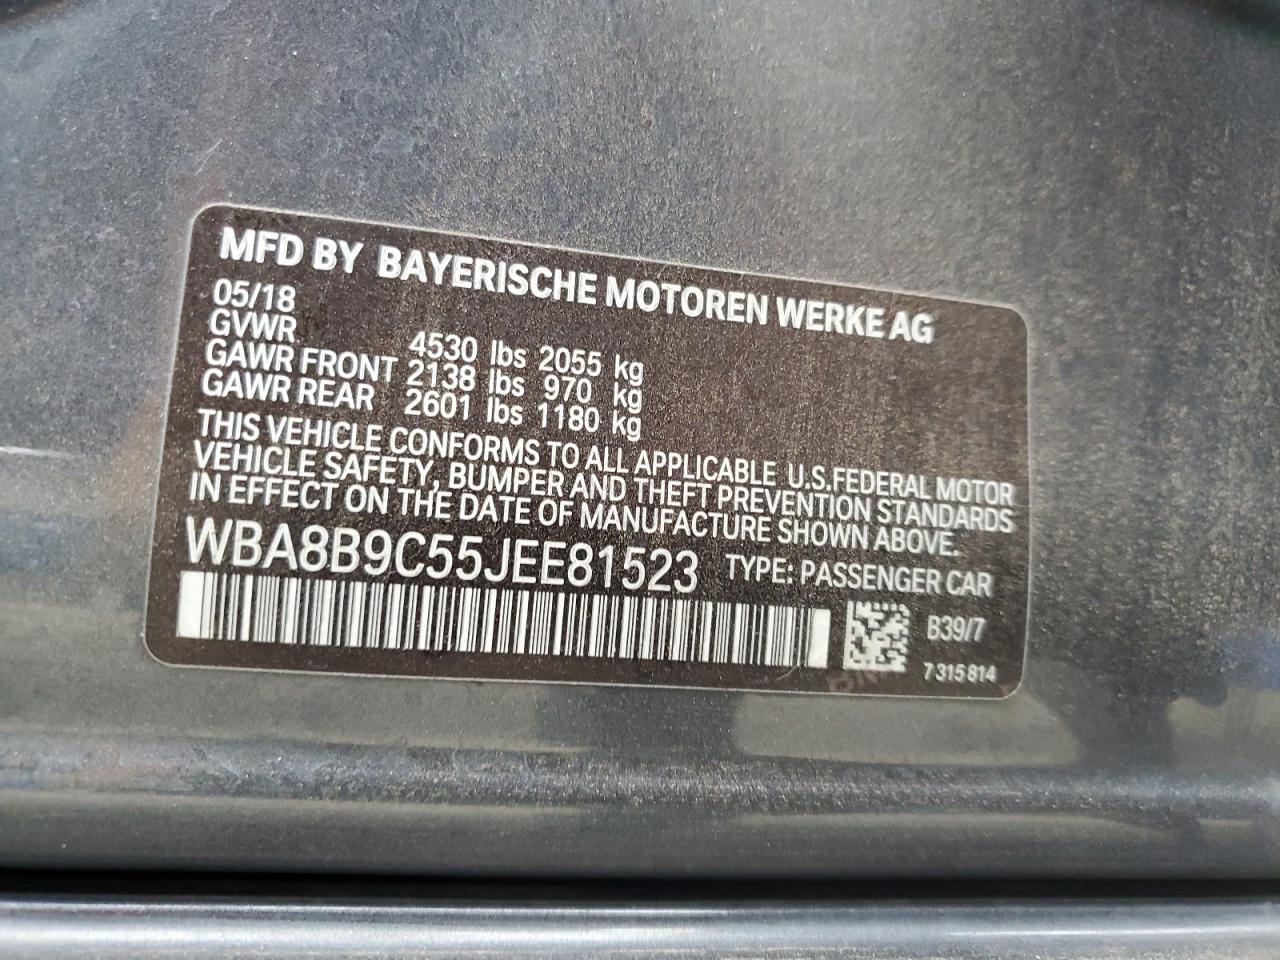 MFD BY BAYERISCHE MOTOREN WERKE AG
05/18
GVWR 4530 lbs 2055 kg
GAWR FRONT 2138 lbs 970 kg
GAWR REAR 2601 lbs 1180 kg
THIS VEHICLE CONFORMS TO ALL APPLICABLE U.S.FEDERAL MOTOR
VEHICLE SAFETY, BUMPER AND THEFT PREVENTION STANDARDS
IN EFFECT ON THE DATE OF MANUFACTURE SHOWN ABOVE.
WBA8B9C55JEE81523 TYPE: PASSENGER CAR
B39/7
7 315 814